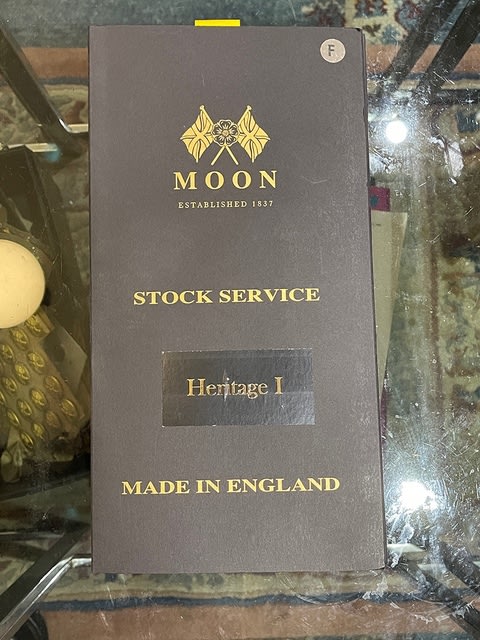 F
MOON
ESTABLISHED 1837
STOCK SERVICE
Heritage I
MADE IN ENGLAND